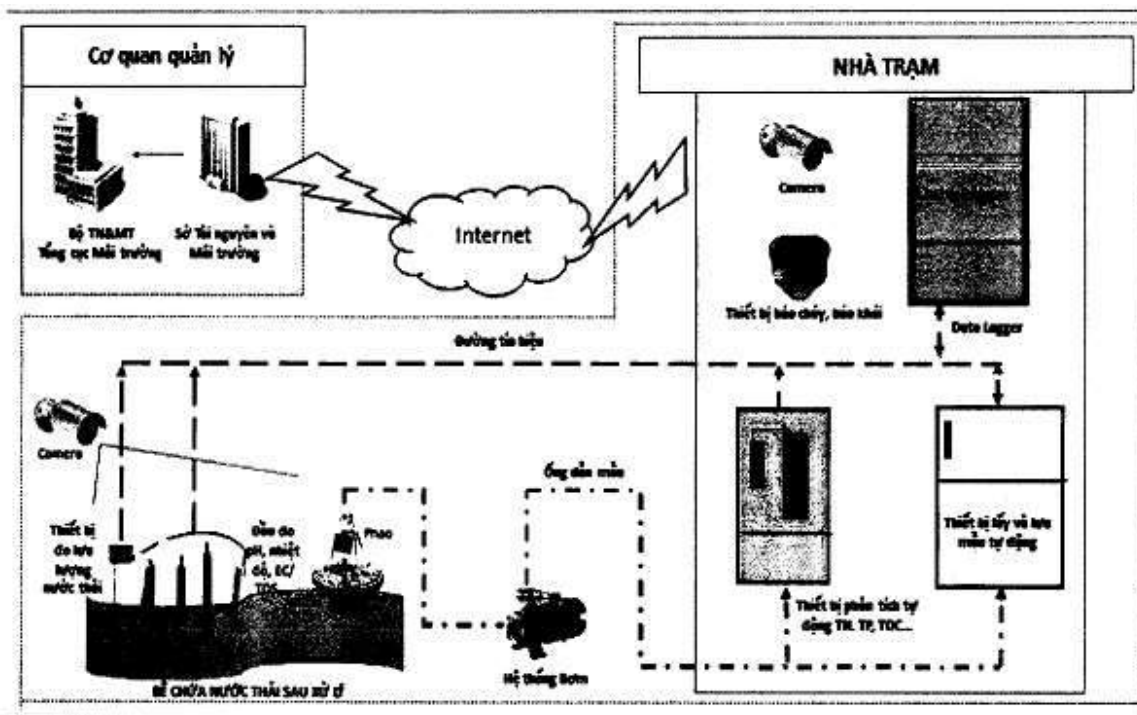 Cơ quan quản lý
NHÀ TRẠM
Bộ TN&MT
Tổng cục Môi trường
Sở Tài nguyên và
Môi trường
Internet
Camera
Thiết bị báo cháy, báo khói
Data Logger
Đường tín hiệu
Camera
Ống dẫn mẫu
Thiết bị
đo lưu
lượng
nước thải
Đầu đo
pH, nhiệt
độ, EC/
TDS
Phao
Thiết bị lấy và lưu
mẫu tự động
Thiết bị phân tích tự
động TN, TP, TOC...
Hệ thống Bơm
BỂ CHỨA NƯỚC THẢI SAU XỬ LÍ